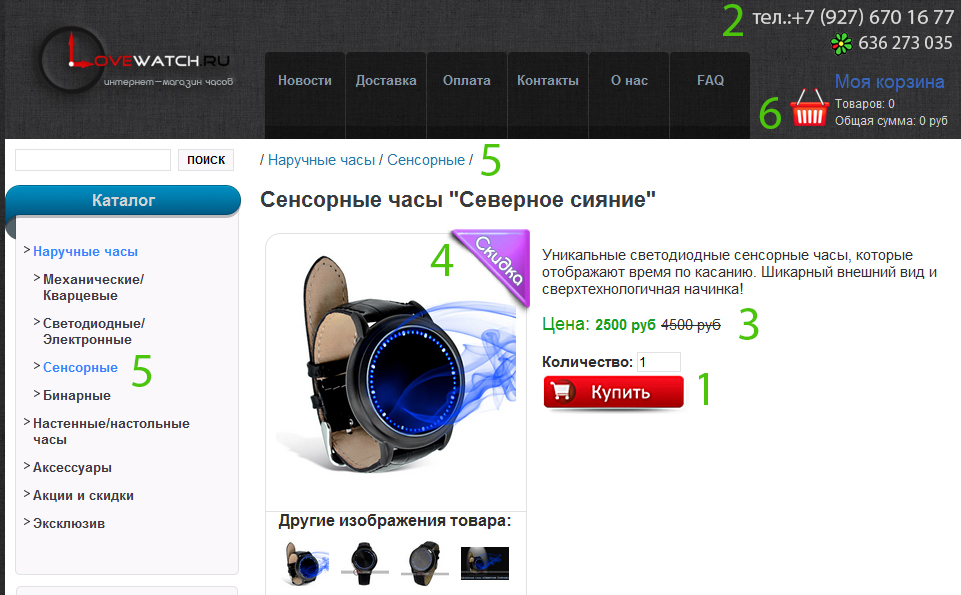 2 тел.:+7 (927) 670 16 77
636 273 035
LOVEWATCH.RU
интернет-магазин часов
Новости Доставка Оплата Контакты О нас FAQ
6 Моя корзина
Товаров: 0
Общая сумма: 0 руб
ПОИСК
/ Наручные часы / Сенсорные / 5
Каталог
Сенсорные часы "Северное сияние"
> Наручные часы
> Механические/
Кварцевые
> Светодиодные/
Электронные
> Сенсорные 5
> Бинарные
> Настенные/настольные
часы
> Аксессуары
> Акции и скидки
> Эксклюзив
4 Скидка
Уникальные светодиодные сенсорные часы, которые
отображают время по касанию. Шикарный внешний вид и
сверхтехнологичная начинка!
Цена: 2500 руб 4500 руб 3
Количество: 1
Купить 1
Другие изображения товара: